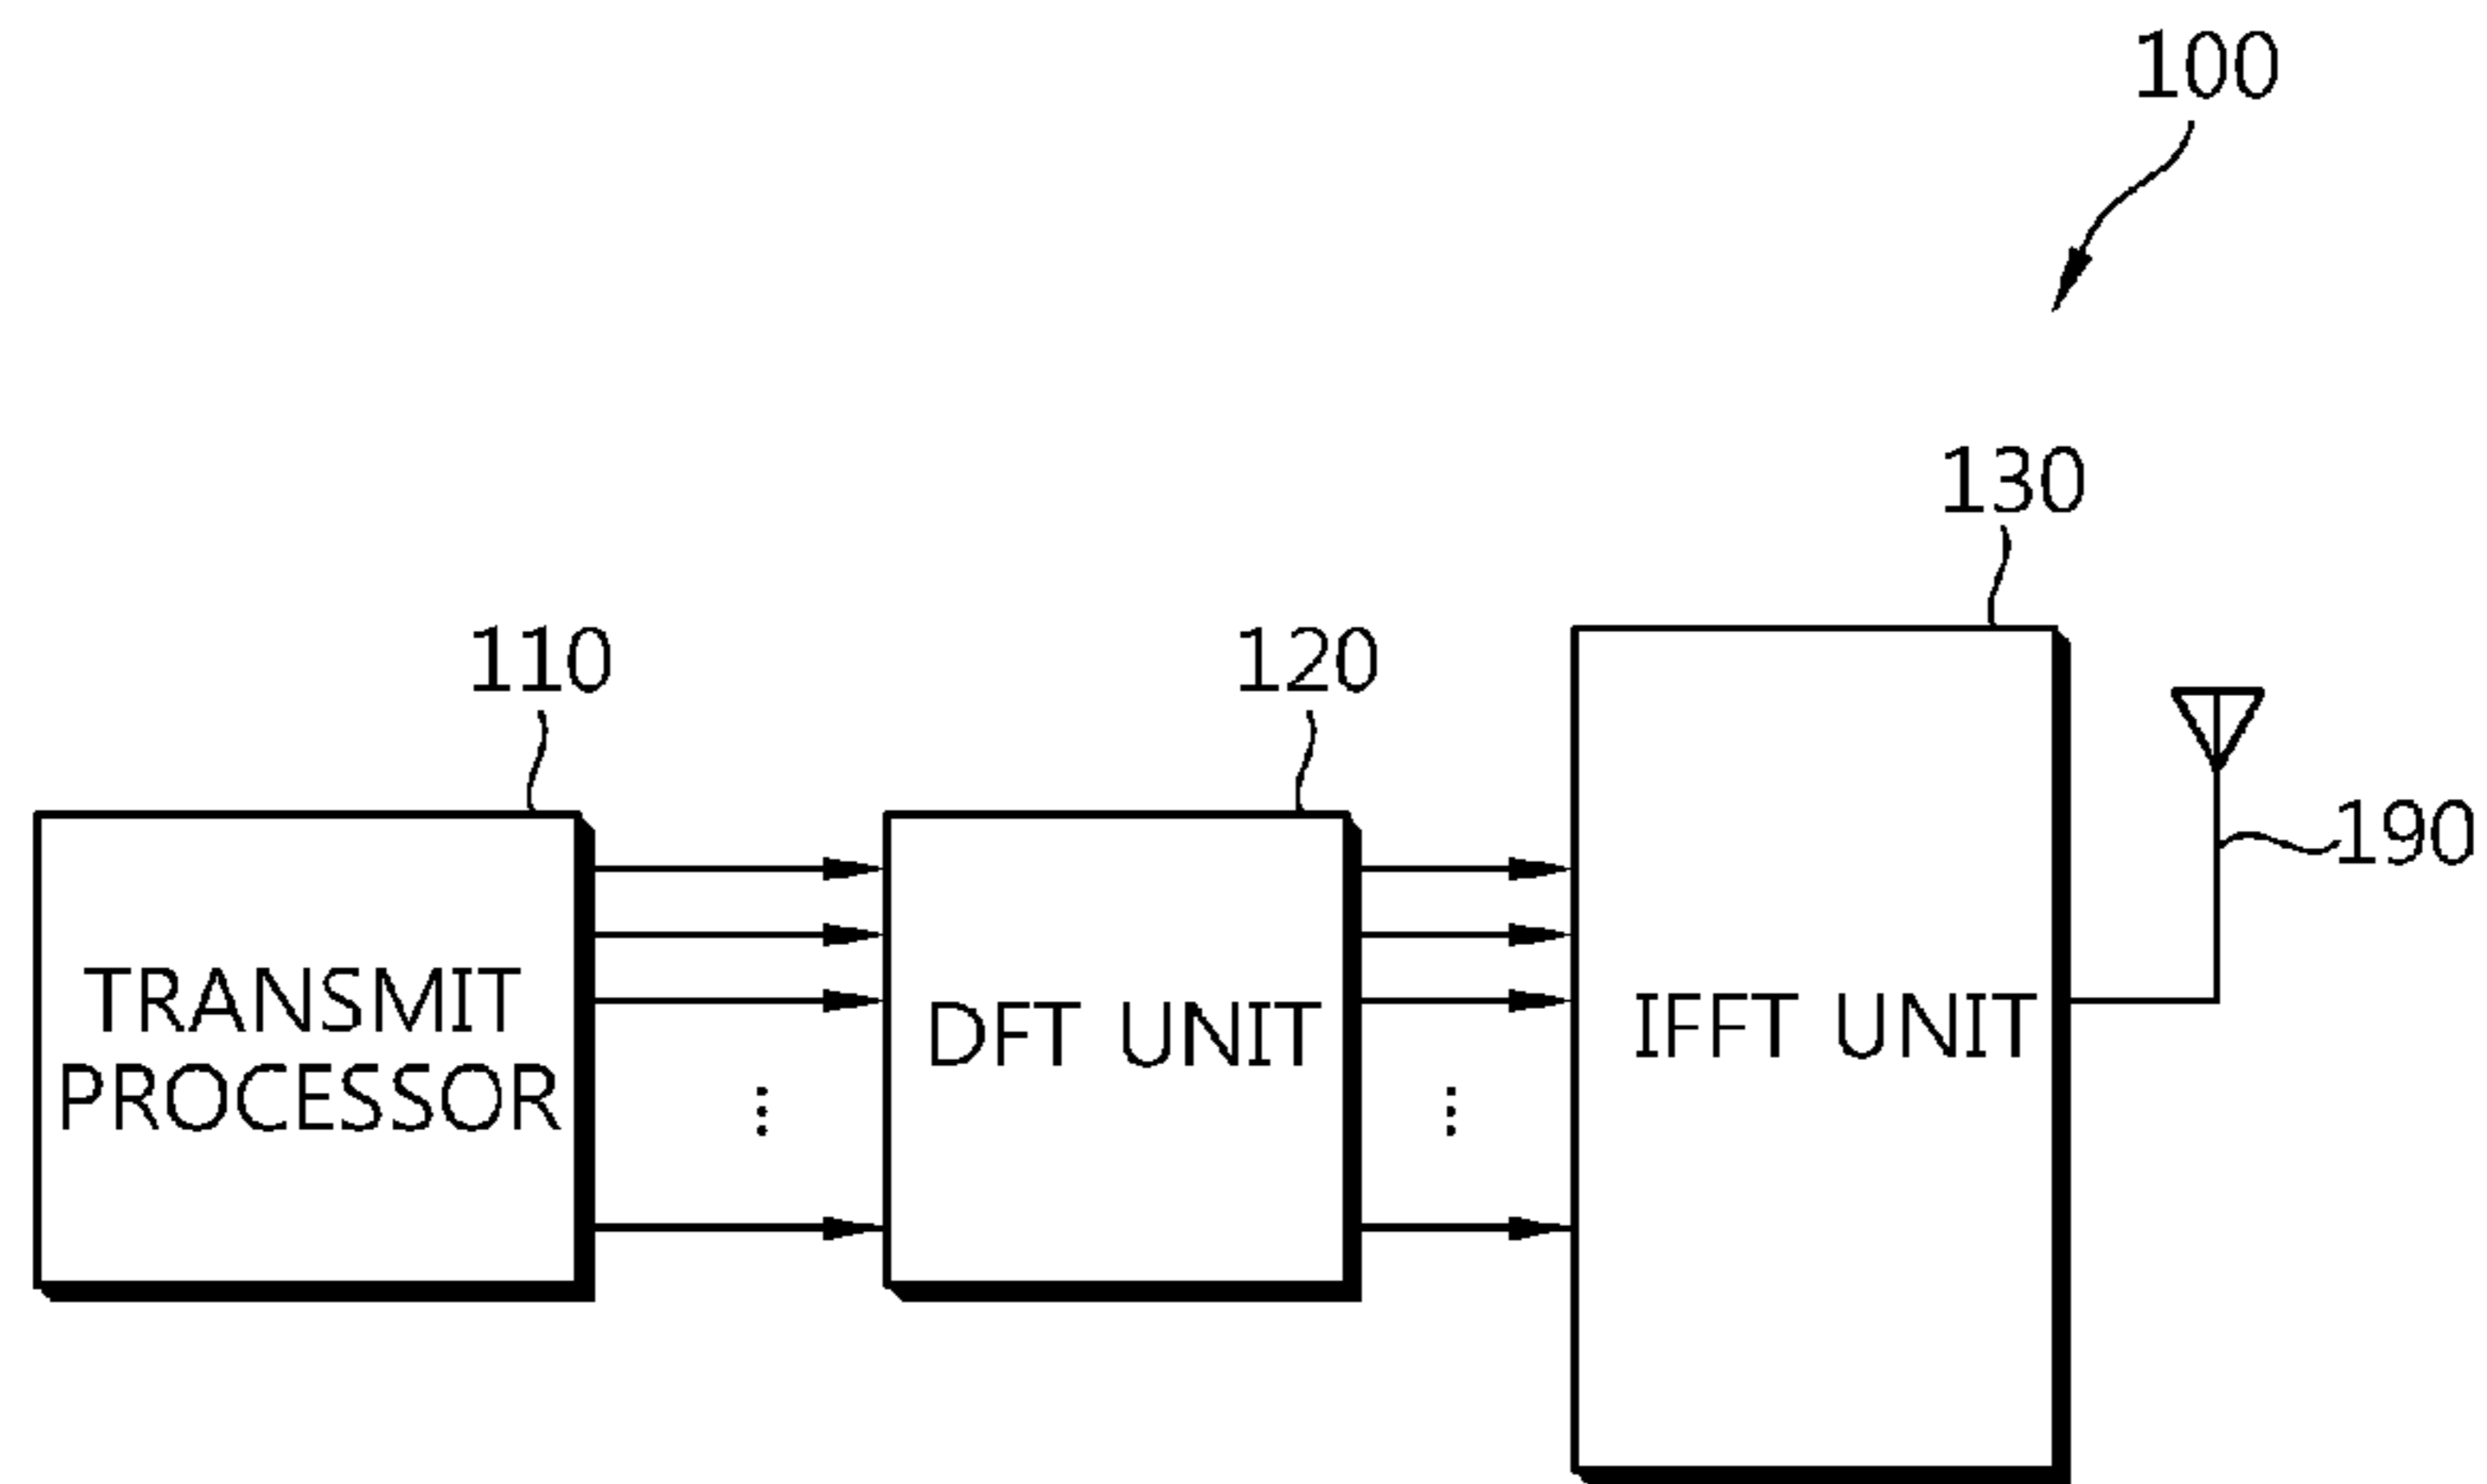 100
130
110
120
190
TRANSMIT
PROCESSOR
DFT UNIT
IFFT UNIT